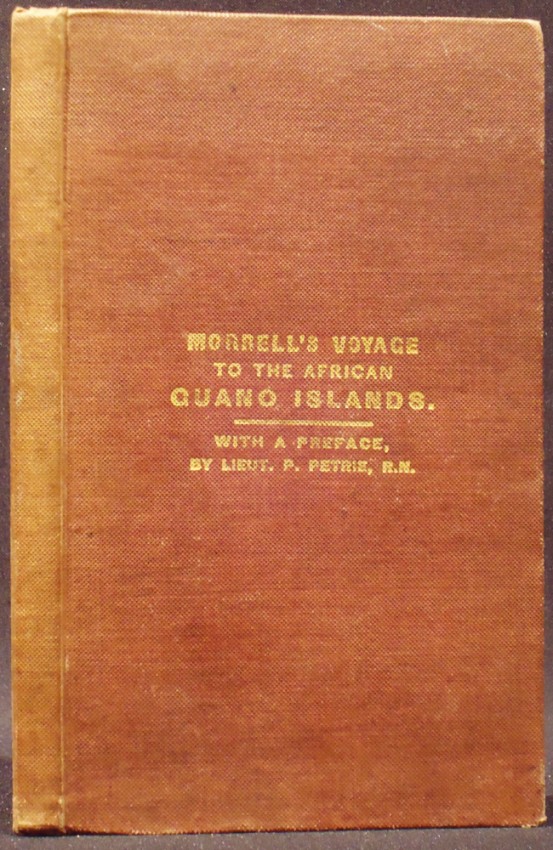 MORRELL'S VOYAGE
TO THE AFRICAN
GUANO ISLANDS.
WITH A PREFACE,
BY LIEUT. P. PETRIE, R.N.